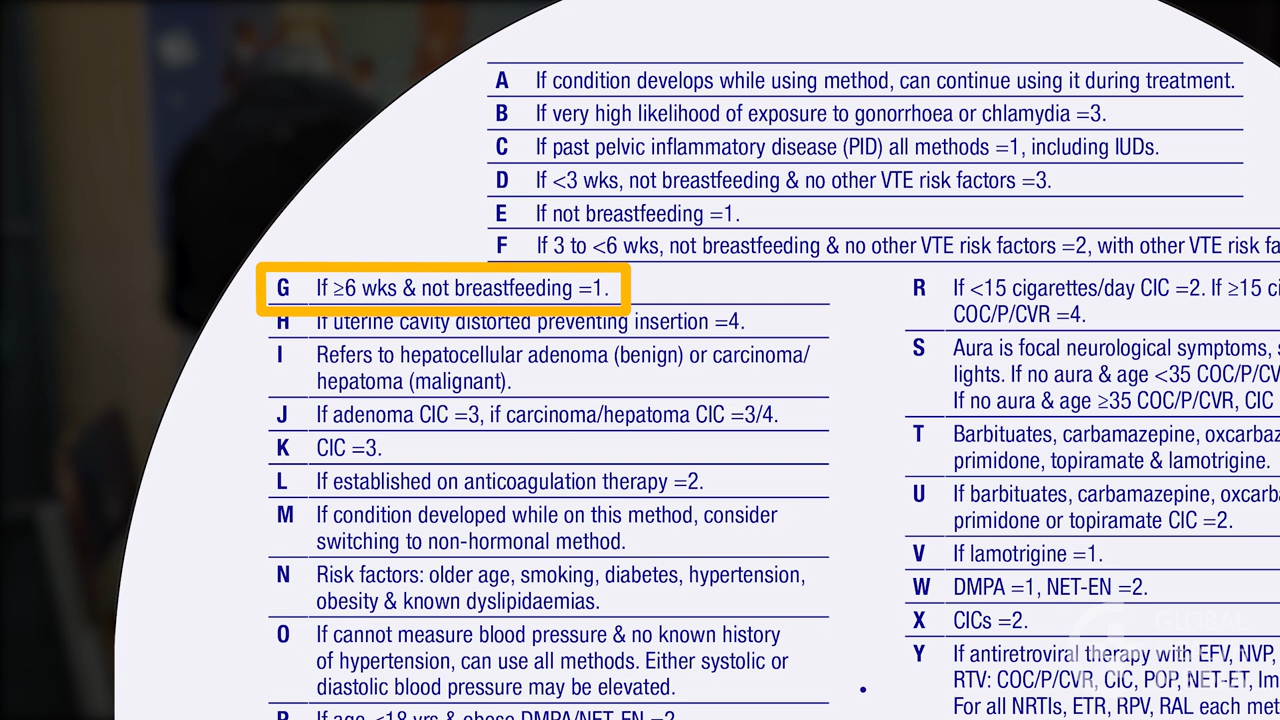 A If condition develops while using method, can continue using it during treatment.
B If very high likelihood of exposure to gonorrhoea or chlamydia =3.
C If past pelvic inflammatory disease (PID) all methods =1, including IUDs.
D If <3 wks, not breastfeeding & no other VTE risk factors =3.
E If not breastfeeding =1.
F If 3 to <6 wks, not breastfeeding & no other VTE risk factors =2, with other VTE risk
G If ≥6 wks & not breastfeeding =1.
H If uterine cavity distorted preventing insertion =4.
I Refers to hepatocellular adenoma (benign) or carcinoma/
hepatoma (malignant).
J If adenoma CIC =3, if carcinoma/hepatoma CIC =3/4.
K CIC =3.
L If established on anticoagulation therapy =2.
M If condition developed while on this method, consider
switching to non-hormonal method.
N Risk factors: older age, smoking, diabetes, hypertension,
obesity & known dyslipidaemias.
O If cannot measure blood pressure & no known history
of hypertension, can use all methods. Either systolic or
diastolic blood pressure may be elevated.
P If age <18 yrs & obese DMPA/NET-EN =2.
R If <15 cigarettes/day CIC =2. If ≥15
COC/P/CVR =4.
S Aura is focal neurological symptoms,
lights. If no aura & age <35 COC/P/
If no aura & age ≥35 COC/P/CVR, CIC
T Barbituates, carbamazepine,
primidone, topiramate & lamotrigine.
U If barbituates, carbamazepine,
primidone or topiramate CIC =2.
V If lamotrigine =1.
W DMPA =1, NET-EN =2.
X CICs =2.
Y If antiretroviral therapy with EFV, NVP,
RTV: COC/P/CVR, CIC, POP, NET-ET,
For all NRTIs, ETR, RPV, RAL each
GLOBAL